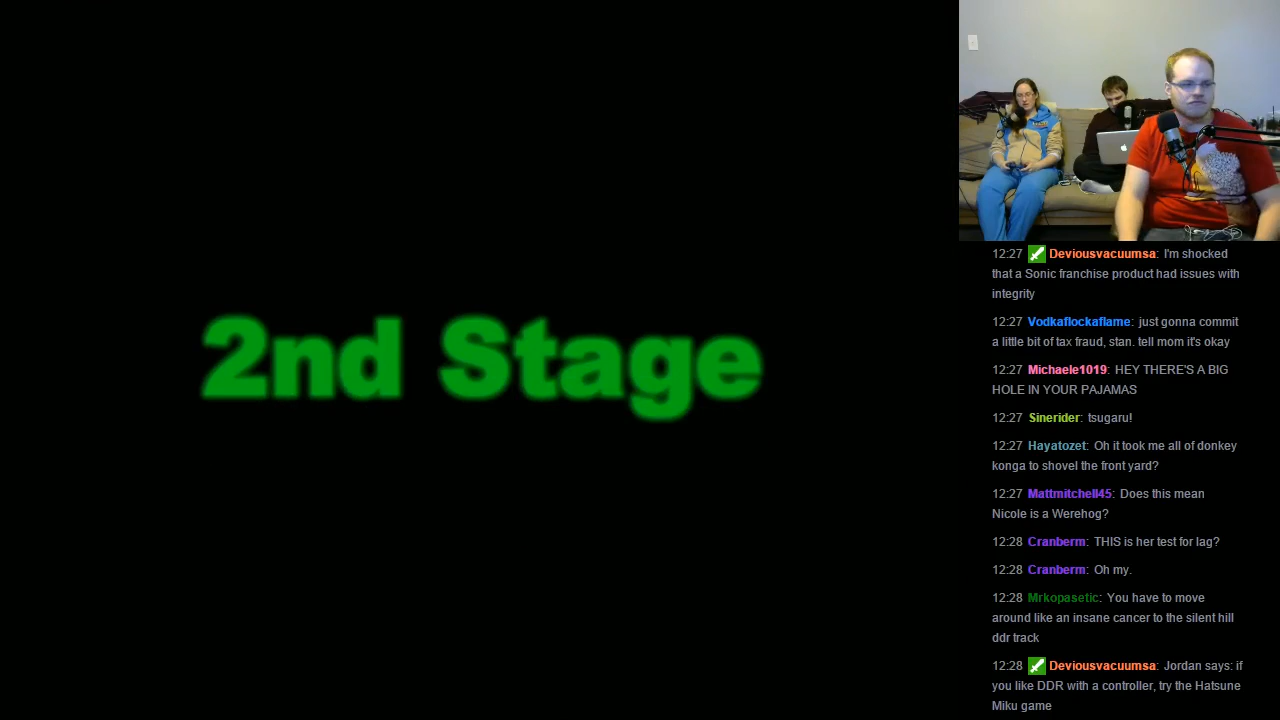 2nd Stage
12:27 Deviousvacuumsa: I'm shocked
that a Sonic franchise product had issues with
integrity
12:27 Vodkaflockaflame: just gonna commit
a little bit of tax fraud, stan. tell mom it's okay
12:27 Michaele1019: HEY THERE'S A BIG
HOLE IN YOUR PAJAMAS
12:27 Sinerider: tsugaru!
12:27 Hayatozet: Oh it took me all of donkey
konga to shovel the front yard?
12:27 Mattmitchell45: Does this mean
Nicole is a Werehog?
12:28 Cranberm: THIS is her test for lag?
12:28 Cranberm: Oh my.
12:28 Mrkopasetic: You have to move
around like an insane cancer to the silent hill
ddr track
12:28 Deviousvacuumsa: Jordan says: if
you like DDR with a controller, try the Hatsune
Miku game